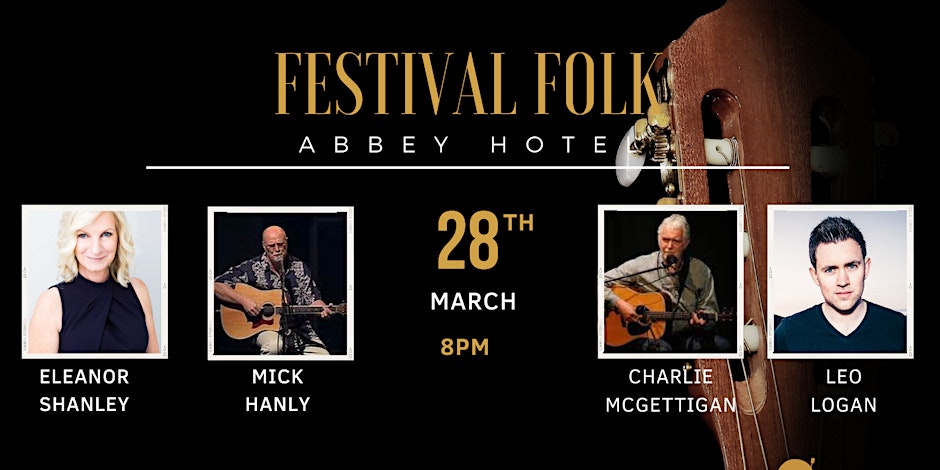 FESTIVAL FOLK
ABBEY HOTEL
28TH
MARCH
8PM
ELEANOR
SHANLEY
MICK
HANLY
CHARLIE
MCGETTIGAN
LEO
LOGAN